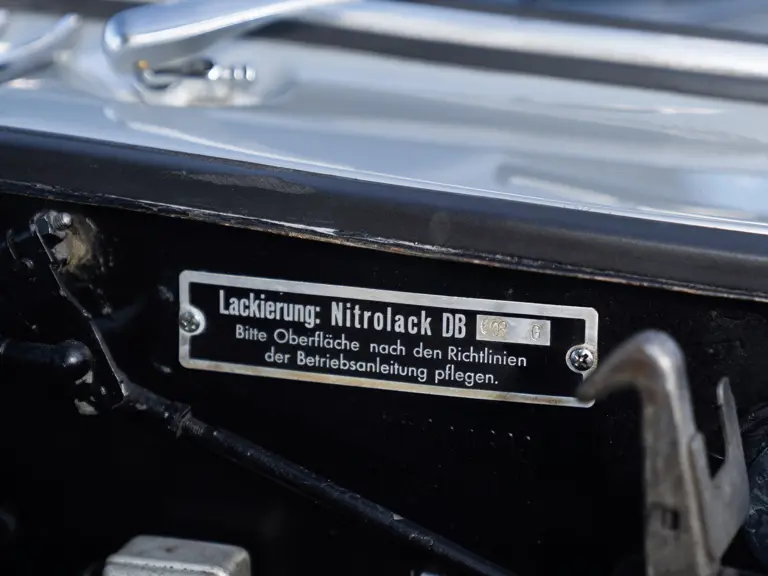 Lackierung: Nitrolack DB G
Bitte Oberfläche nach den Richtlinien
der Betriebsanleitung pflegen.